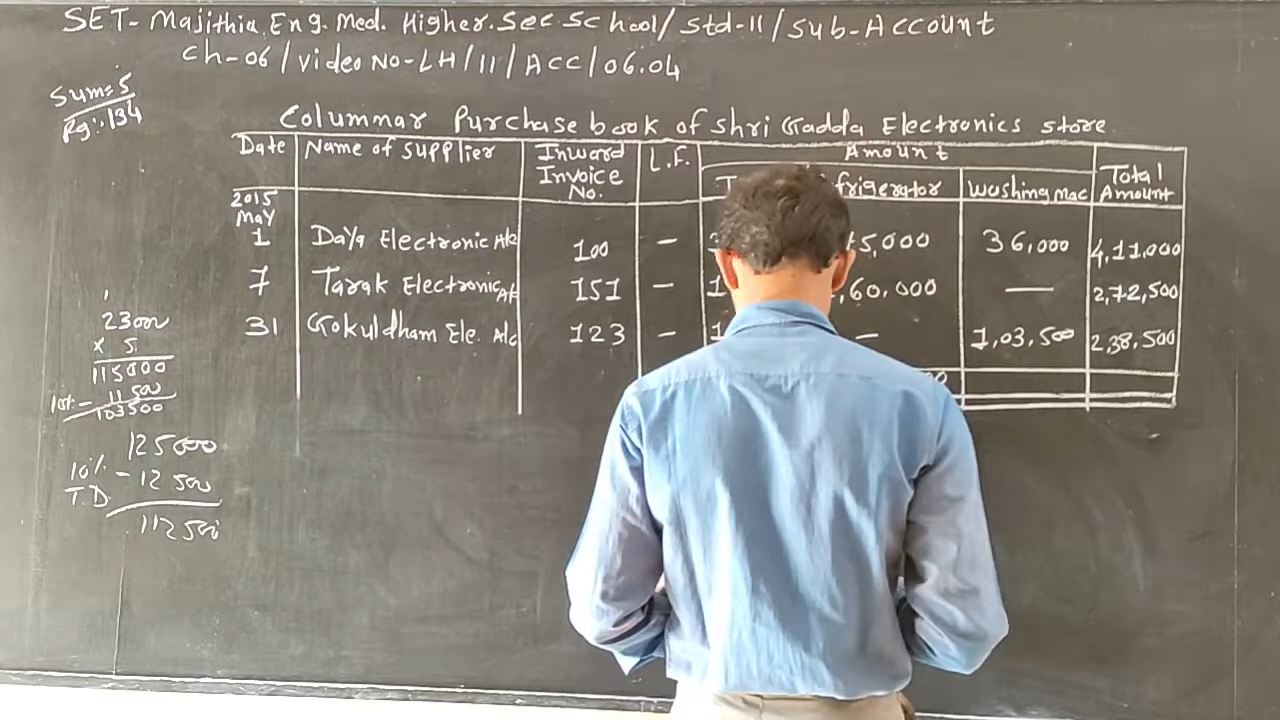 SET- Majithia Eng. Med. Higher. Sec School/ Std-11/ Sub-Account
Ch-06/ Video No-LH/11/ACC/06.04
Sum=5
Pg:-134
Columnar Purchase book of Shri Gadda Electronics Store
Date Name of Supplier Inward Invoice No. L.F. Amount Total Amount
Washing Mac
2015
May
1 Daya Electronic A/c 100 - 36,000 4,11,000
7 Tarak Electronic A/c 151 - ,60,000 — 2,72,500
31 Gokuldham Ele. A/c 123 - — 1,03,500 2,38,500
23000
x 5
115000
10% - 11500
103500
125000
10% T.D. - 12500
112500